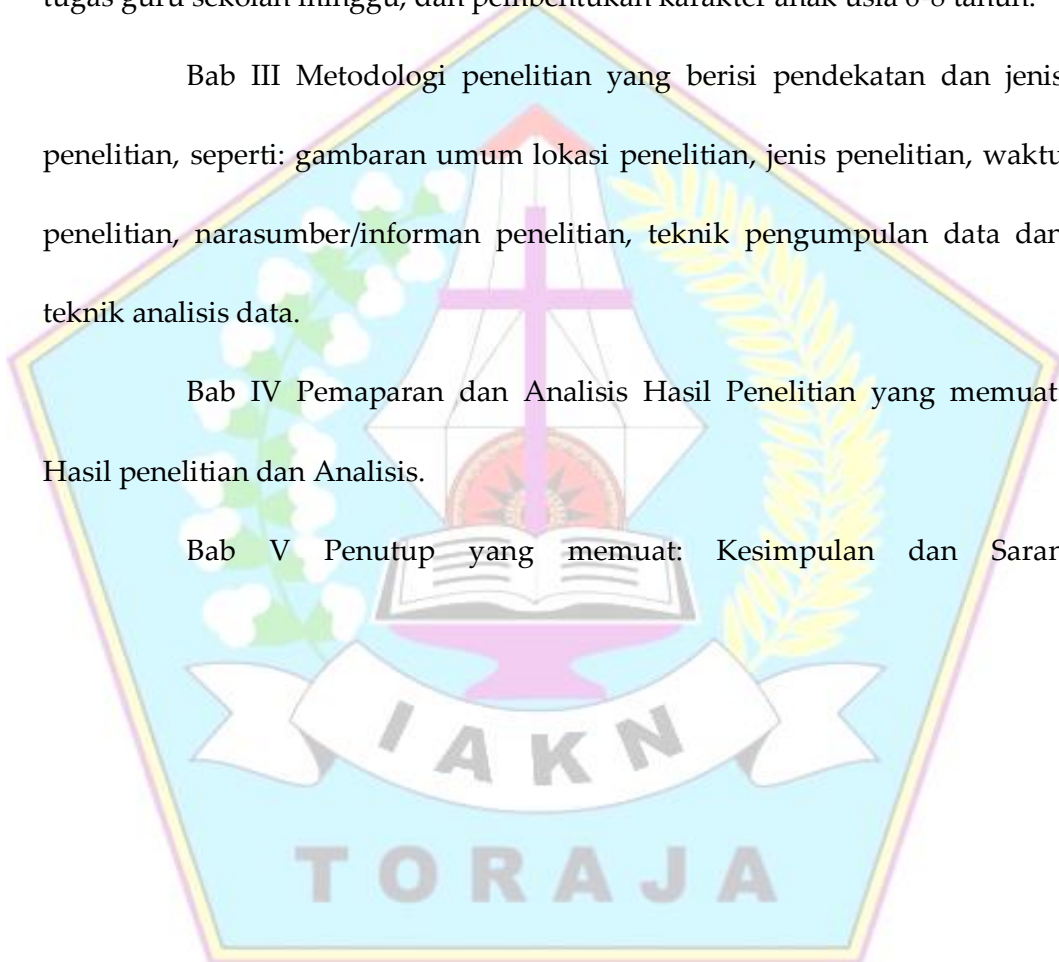 tugas guru sekolah minggu, dan pembentukan karakter anak usia 6-8 tahun.
Bab III Metodologi penelitian yang berisi pendekatan dan jenis
penelitian, seperti: gambaran umum lokasi penelitian, jenis penelitian, waktu
penelitian, narasumber/informan penelitian, teknik pengumpulan data dan
teknik analisis data.
Bab IV Pemaparan dan Analisis Hasil Penelitian yang memuat
Hasil penelitian dan Analisis.
Bab V Penutup yang memuat: Kesimpulan dan Saran
IAKN
TORAJA